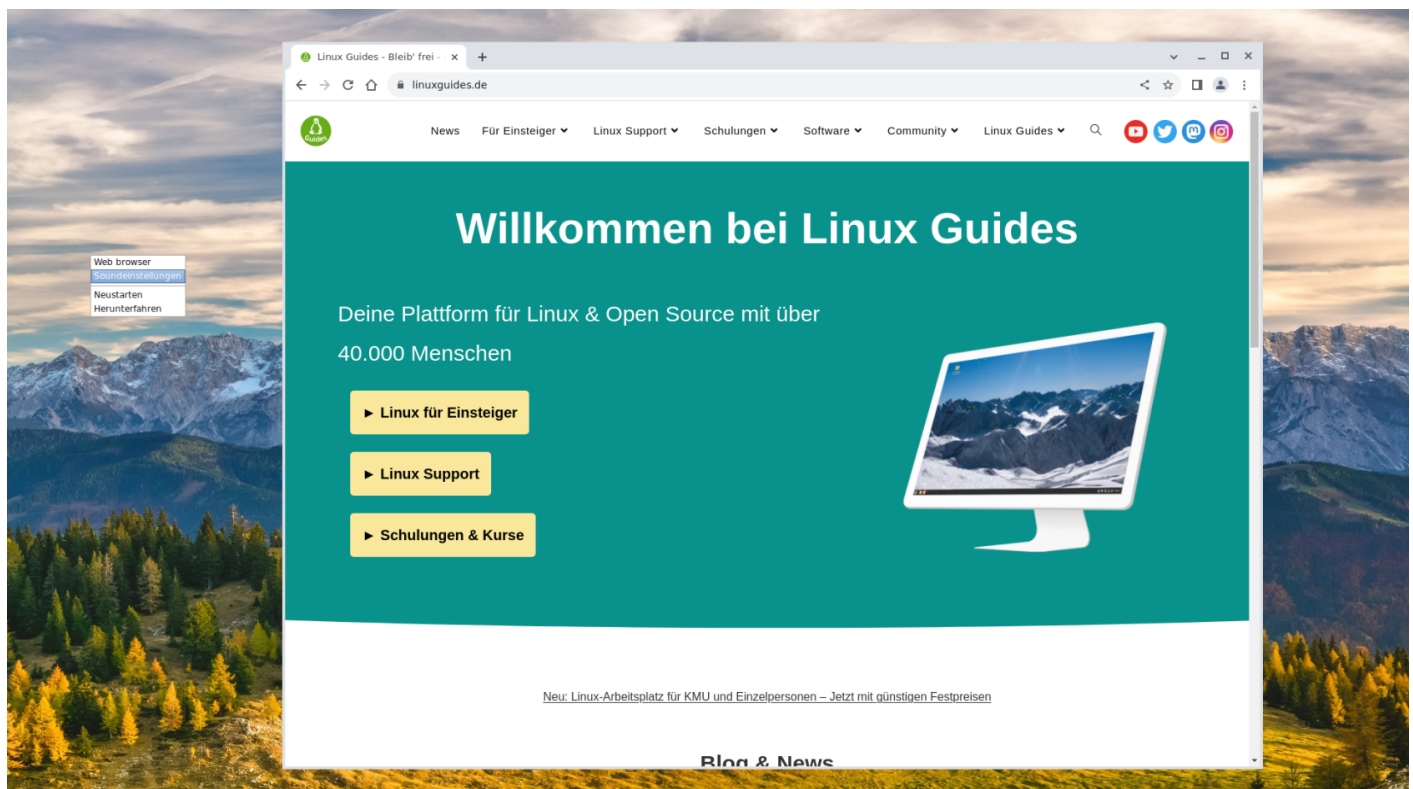 Linux Guides - Bleib' frei -
linuxguides.de
Guides
News Für Einsteiger Linux Support Schulungen Software Community Linux Guides
Willkommen bei Linux Guides
Web browser
Soundeinstellungen
Neustarten
Herunterfahren
Deine Plattform für Linux & Open Source mit über
40.000 Menschen
► Linux für Einsteiger
► Linux Support
► Schulungen & Kurse
Neu: Linux-Arbeitsplatz für KMU und Einzelpersonen – Jetzt mit günstigen Festpreisen
Blog & News